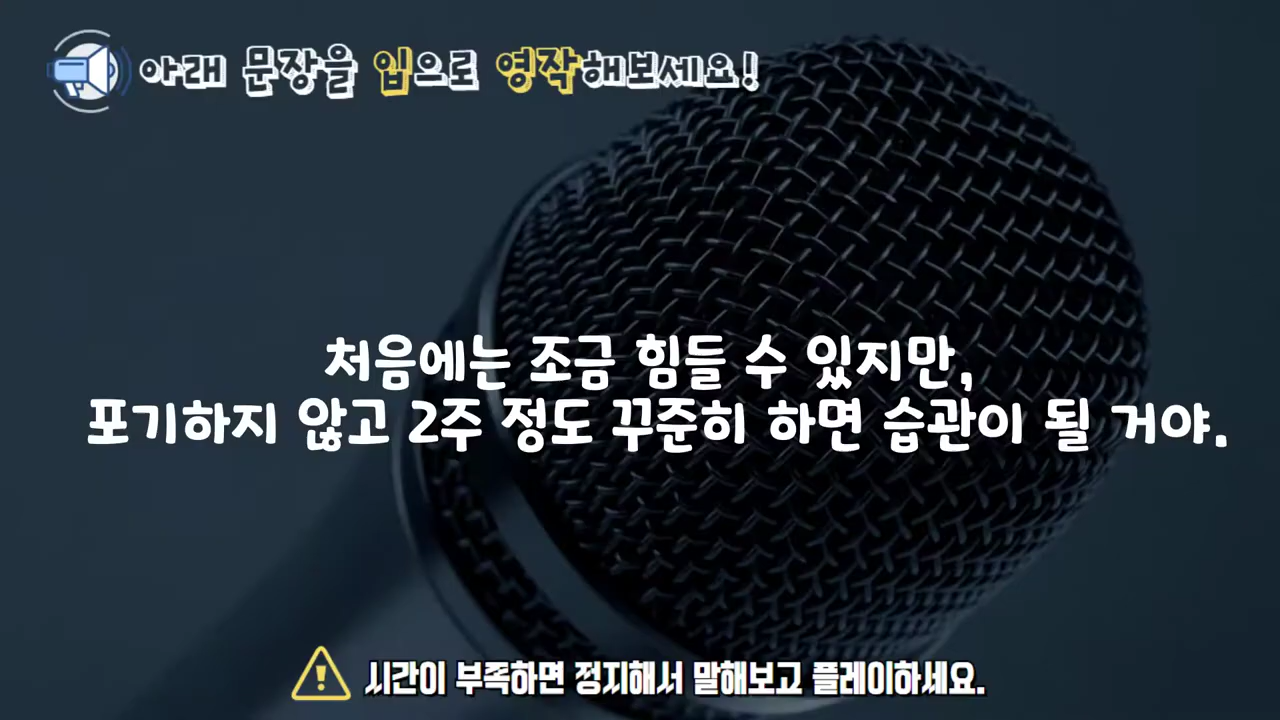 아래 문장을 입으로 영작해보세요!
처음에는 조금 힘들 수 있지만,
포기하지 않고 2주 정도 꾸준히 하면 습관이 될 거야.
시간이 부족하면 정지해서 말해보고 플레이하세요.